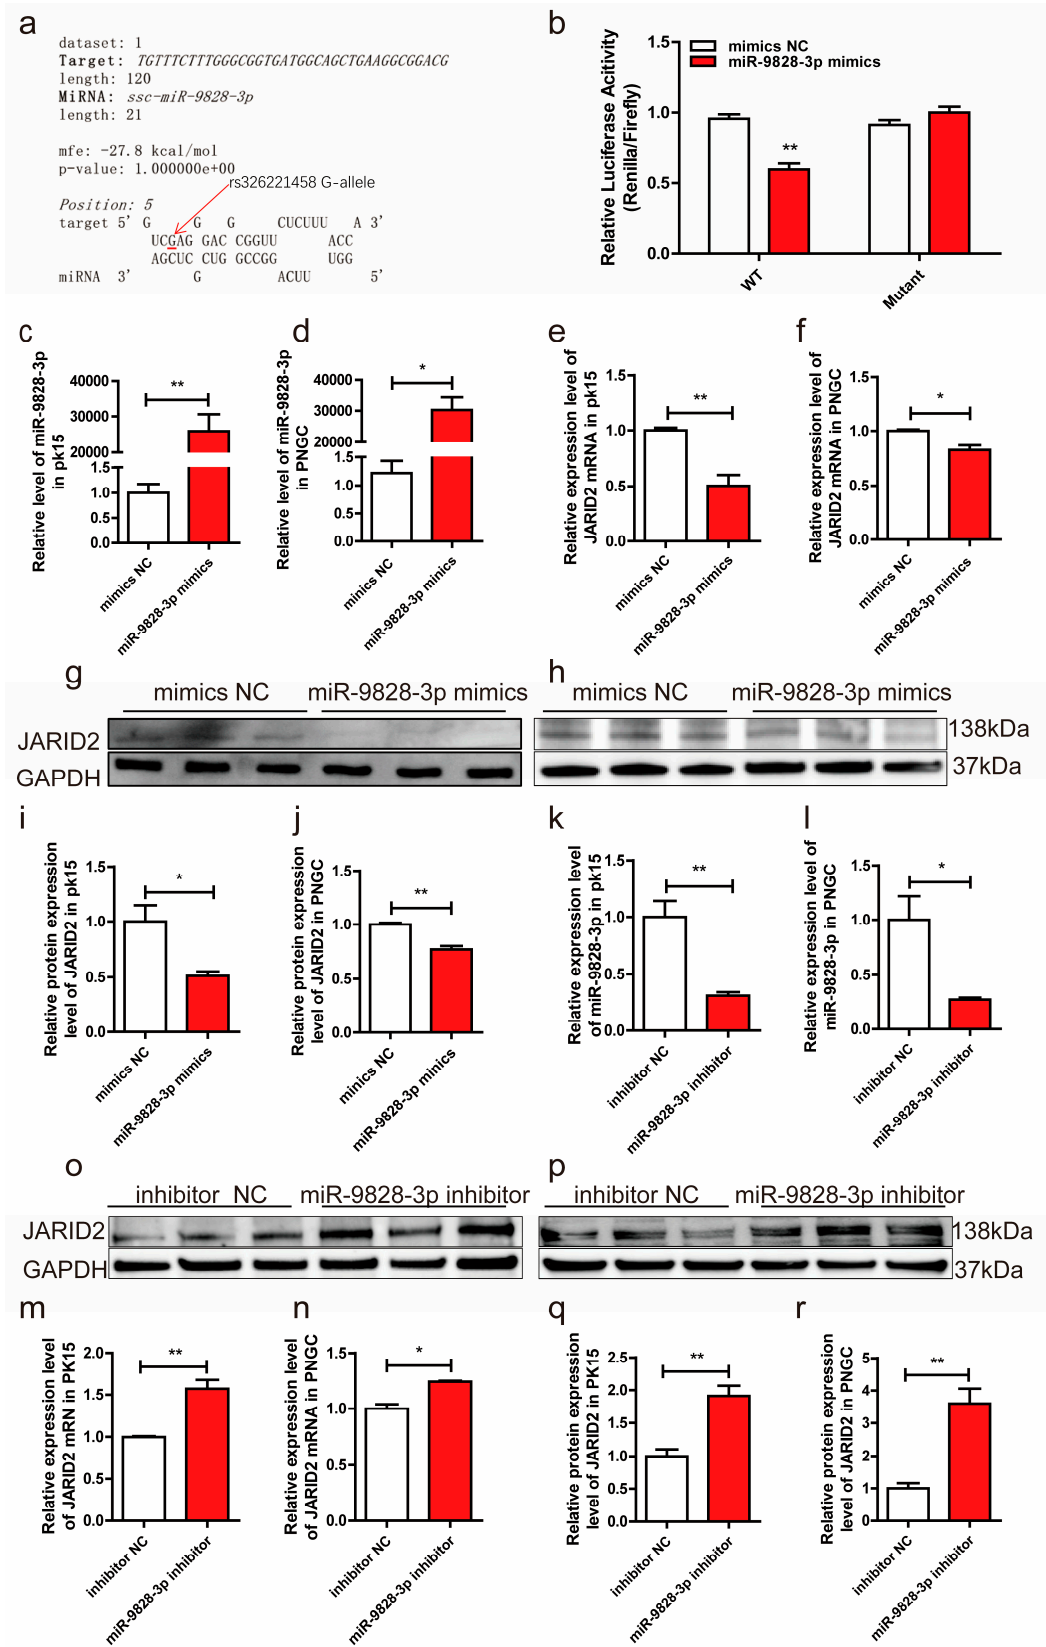 a
dataset: 1
Target: TGTTTCTTTGGGCGGTGATGGCAGCTGAAGGCGGACG
length: 120
MiRNA: ssc-miR-9828-3p
length: 21
mfe: -27.8 kcal/mol
p-value: 1.000000e+00
rs326221458 G-allele
Position: 5
target 5' G G G CUCUUU A 3'
UCGAG GAC CGGUU ACC
AGCUC CUG GCCGG UGG
miRNA 3' G ACUU 5'
b
Relative Luciferase Acitivity
(Renilla/Firefly)
1.5
1.0
0.5
0.0
mimics NC
miR-9828-3p mimics
**
WT
Mutant
c
Relative level of miR-9828-3p
in pk15
40000
30000
20000
1.5
1.0
0.5
0.0
**
mimics NC
miR-9828-3p mimics
d
Relative level of miR-9828-3p
in PNGC
40000
30000
20000
1.5
1.0
0.5
0.0
*
mimics NC
miR-9828-3p mimics
e
Relative expression level of
JARID2 mRNA in pk15
1.5
1.0
0.5
0.0
**
mimics NC
miR-9828-3p mimics
f
Relative expression level of
JARID2 mRNA in PNGC
1.5
1.0
0.5
0.0
*
mimics NC
miR-9828-3p mimics
g
mimics NC miR-9828-3p mimics
h
mimics NC miR-9828-3p mimics
JARID2
138kDa
GAPDH
37kDa
i
Relative protein expression
level of JARID2 in pk15
1.5
1.0
0.5
0.0
*
mimics NC
miR-9828-3p mimics
j
Relative protein expression
level of JARID2 in PNGC
1.5
1.0
0.5
0.0
**
mimics NC
miR-9828-3p mimics
k
Relative expression level
of miR-9828-3p in pk15
1.5
1.0
0.5
0.0
**
inhibitor NC
miR-9828-3p inhibitor
l
Relative expression level of
miR-9828-3p in PNGC
1.5
1.0
0.5
0.0
*
inhibitor NC
miR-9828-3p inhibitor
o
inhibitor NC miR-9828-3p inhibitor
p
inhibitor NC miR-9828-3p inhibitor
JARID2
138kDa
GAPDH
37kDa
m
Relative expression level
of JARID2 mRN in PK15
2.0
1.5
1.0
0.5
0.0
**
inhibitor NC
miR-9828-3p inhibitor
n
Relative expression level
of JARID2 mRNA in PNGC
1.5
1.0
0.5
0.0
*
inhibitor NC
miR-9828-3p inhibitor
q
Relative protein expression
level of JARID2 in PK15
2.5
2.0
1.5
1.0
0.5
0.0
**
inhibitor NC
miR-9828-3p inhibitor
r
Relative protein expression
level of JARID2 in PNGC
5
4
3
2
1
0
**
inhibitor NC
miR-9828-3p inhibitor